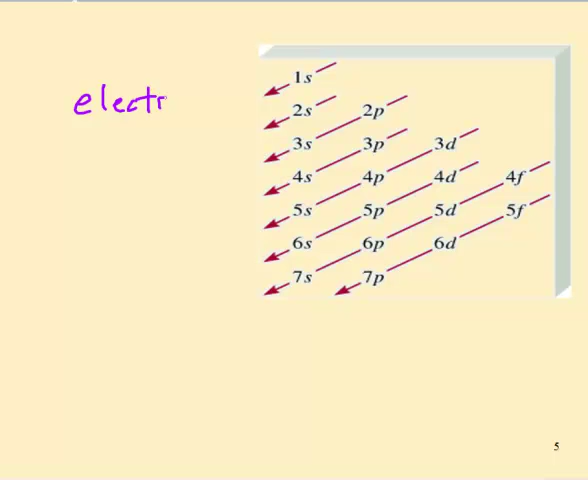 electr
1s
2s 2p
3s 3p 3d
4s 4p 4d 4f
5s 5p 5d 5f
6s 6p 6d
7s 7p
5